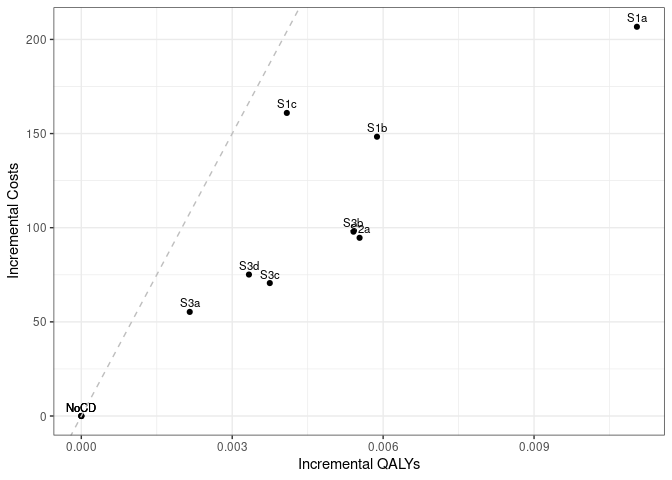 200
150
100
50
0
Incremental Costs
S1a
S1c
S1b
S3b
S3d
S3c
S3a
NoCD
0.000
0.003
0.006
0.009
Incremental QALYs